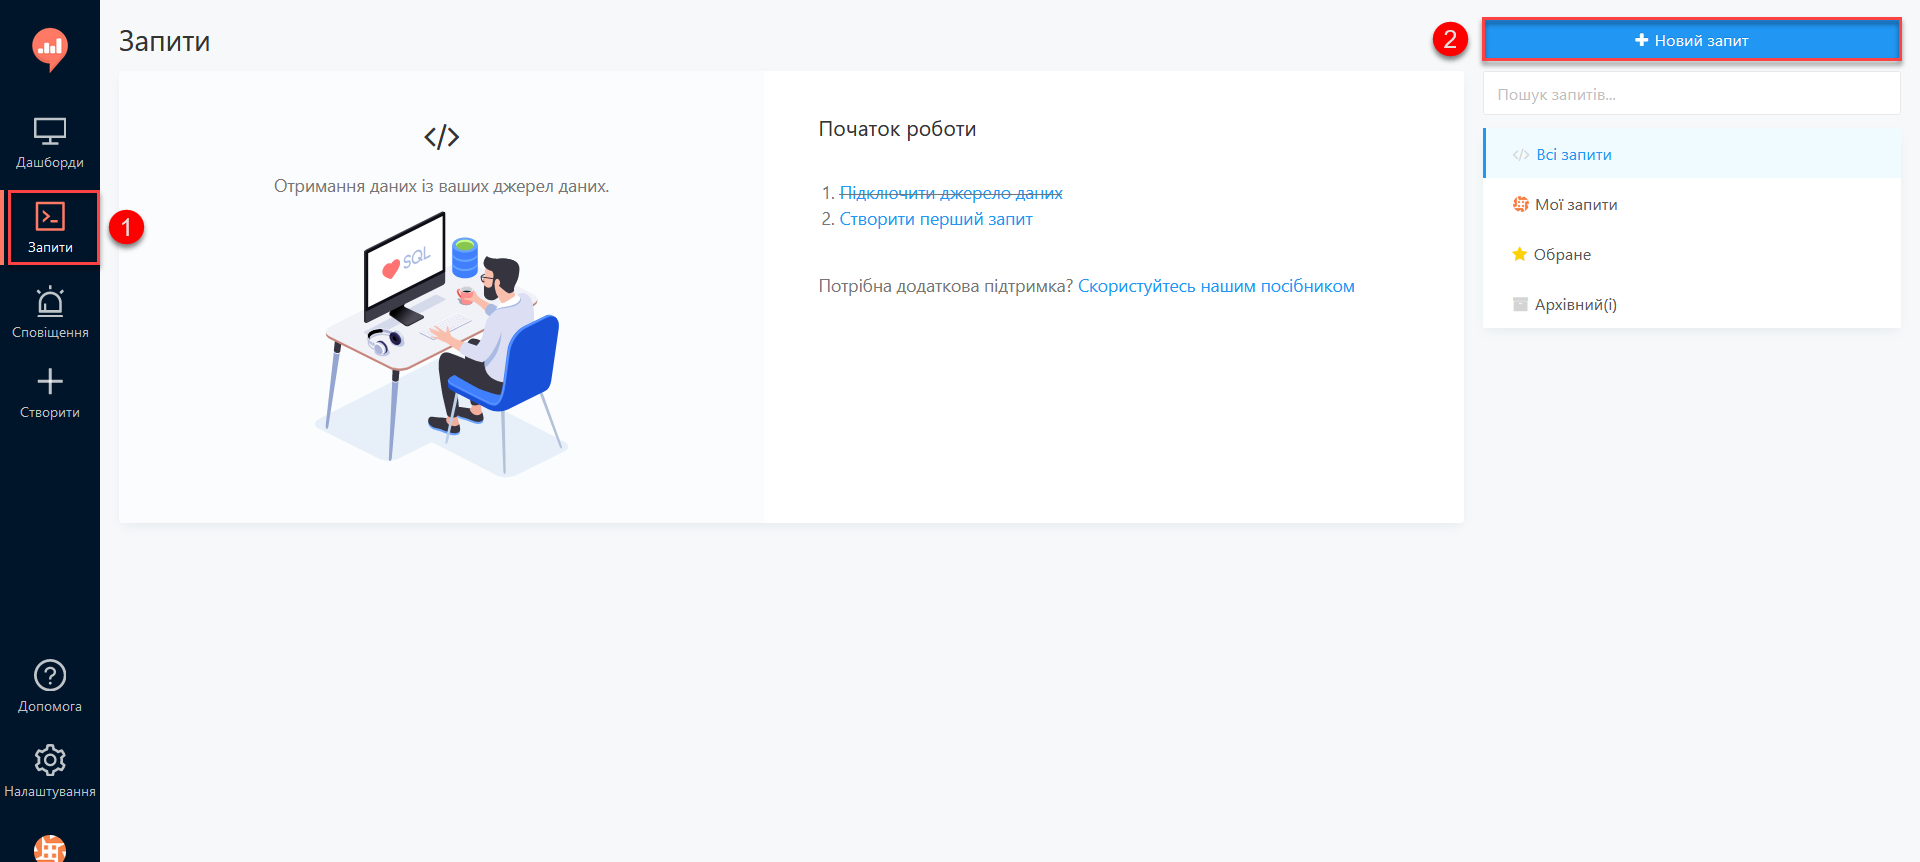 Дашборди
Запити
1
Сповіщення
Створити
Допомога
Налаштування
Запити
</>
Отримання даних із ваших джерел даних.
SQL
Початок роботи
1. Підключити джерело даних
2. Створити перший запит
Потрібна додаткова підтримка? Скористуйтесь нашим посібником
2
+ Новий запит
Пошук запитів...
</> Всі запити
Мої запити
Обране
Архівний(і)